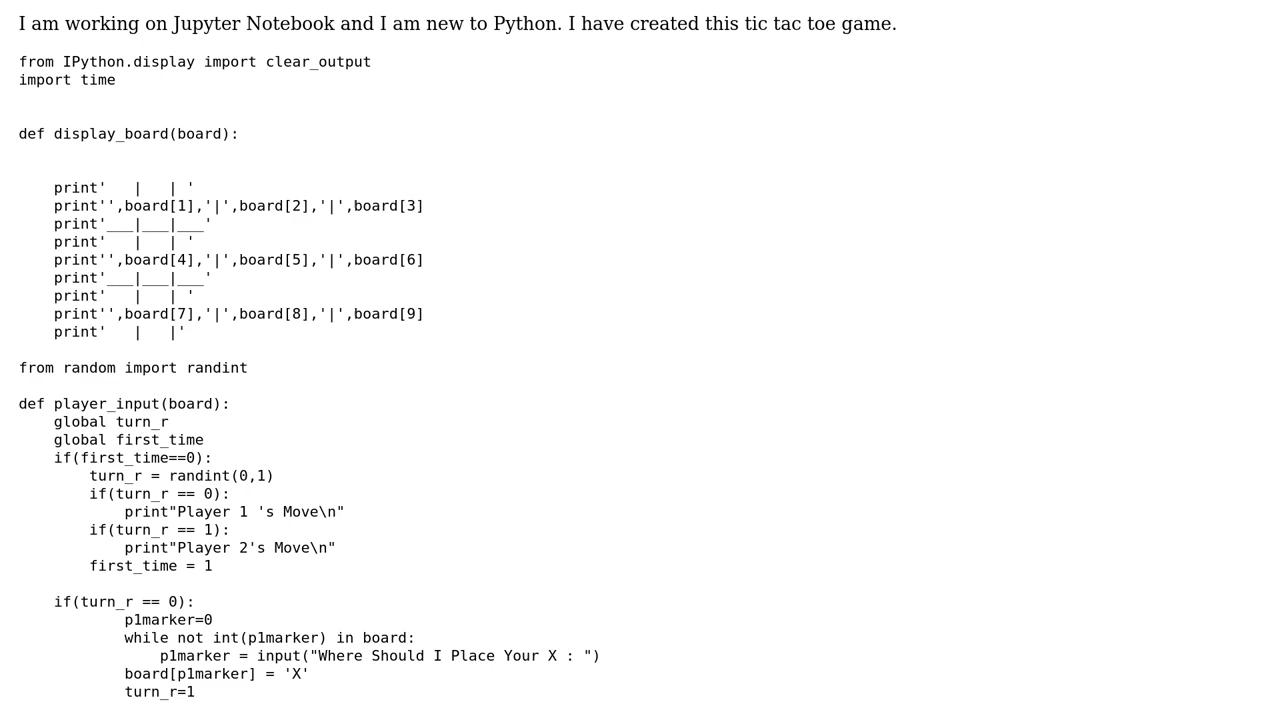 I am working on Jupyter Notebook and I am new to Python. I have created this tic tac toe game.
from IPython.display import clear_output
import time
def display_board(board):
    print'   |   | '
    print'',board[1],'|',board[2],'|',board[3]
    print'___|___|___'
    print'   |   | '
    print'',board[4],'|',board[5],'|',board[6]
    print'___|___|___'
    print'   |   | '
    print'',board[7],'|',board[8],'|',board[9]
    print'   |   |'
from random import randint
def player_input(board):
    global turn_r
    global first_time
    if(first_time==0):
        turn_r = randint(0,1)
        if(turn_r == 0):
            print"Player 1 's Move\n"
        if(turn_r == 1):
            print"Player 2's Move\n"
        first_time = 1
    if(turn_r == 0):
            p1marker=0
            while not int(p1marker) in board:
                p1marker = input("Where Should I Place Your X : ")
            board[p1marker] = 'X'
            turn_r=1